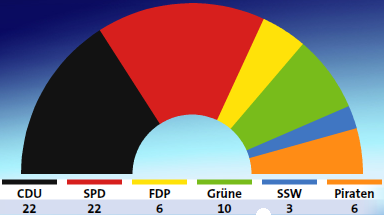 CDU SPD FDP Grüne SSW Piraten
22 22 6 10 3 6